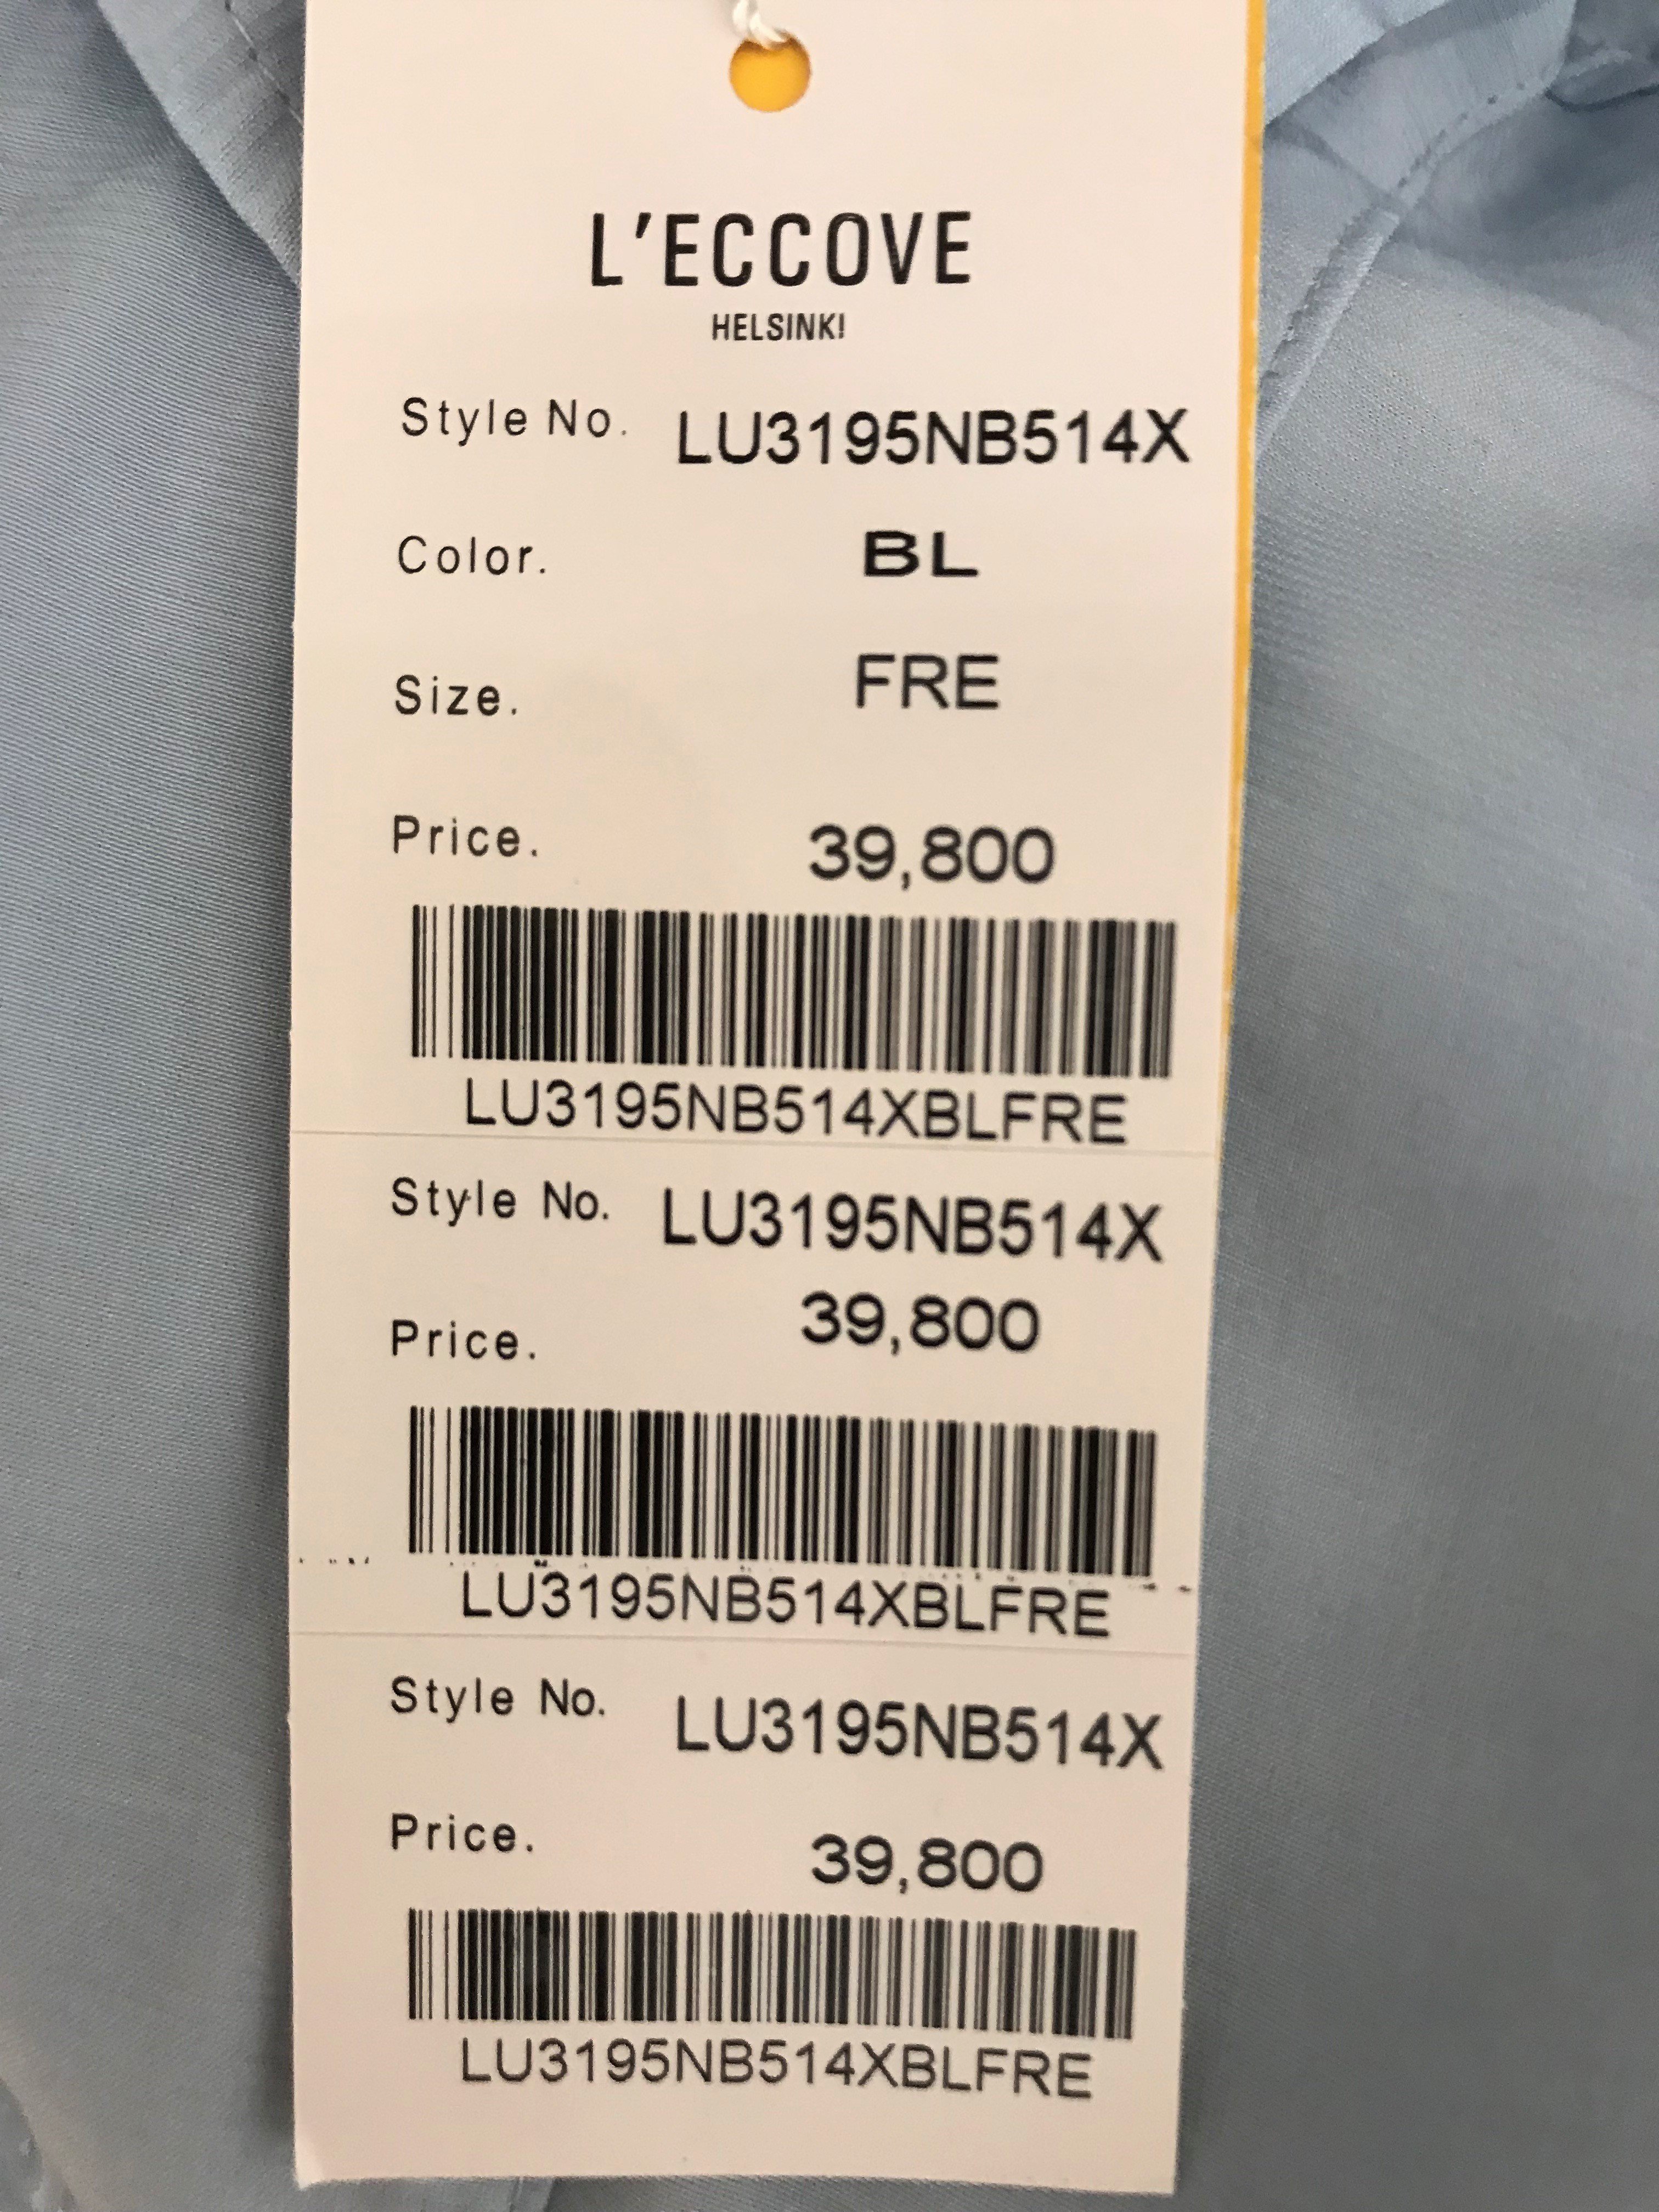 L'ECCOVE
HELSINK!
Style No. LU3195NB514X
Color. BL
Size. FRE
Price. 39,800
LU3195NB514XBLFRE
Style No. LU3195NB514X
Price. 39,800
LU3195NB514XBLFRE
Style No. LU3195NB514X
Price. 39,800
LU3195NB514XBLFRE